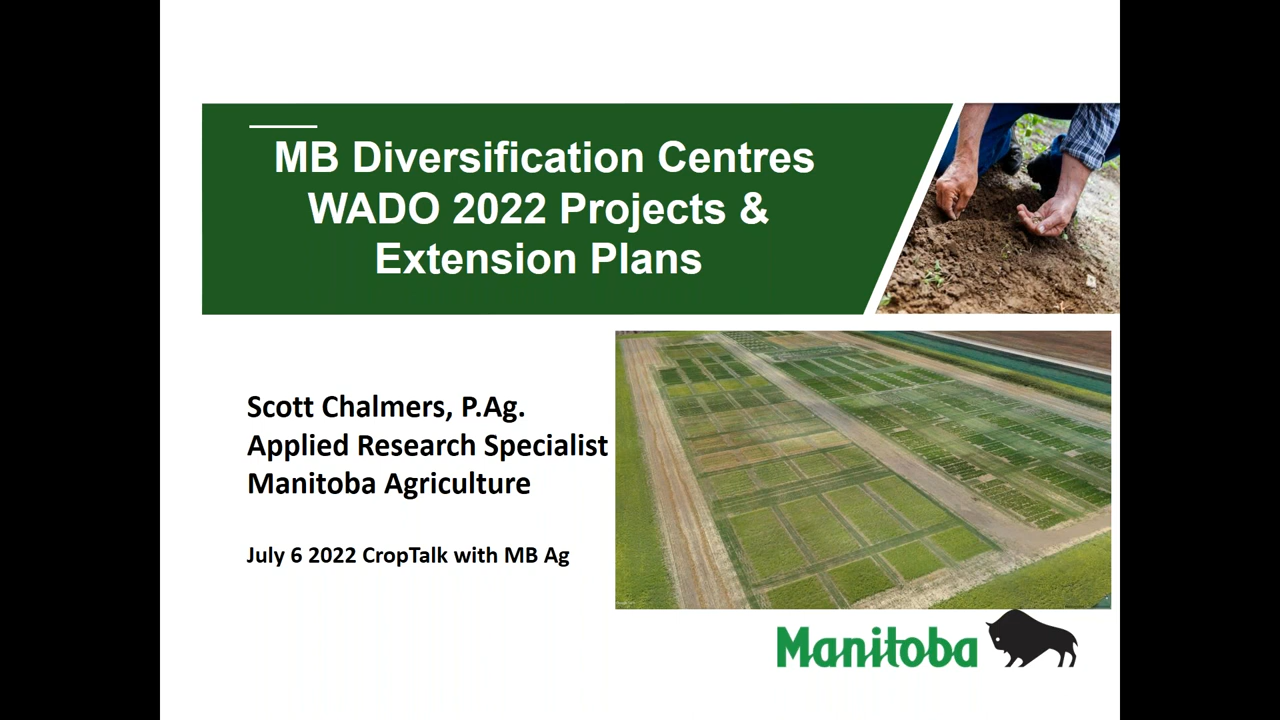 MB Diversification Centres
WADO 2022 Projects &
Extension Plans
Scott Chalmers, P.Ag.
Applied Research Specialist
Manitoba Agriculture
July 6 2022 CropTalk with MB Ag
Manitoba